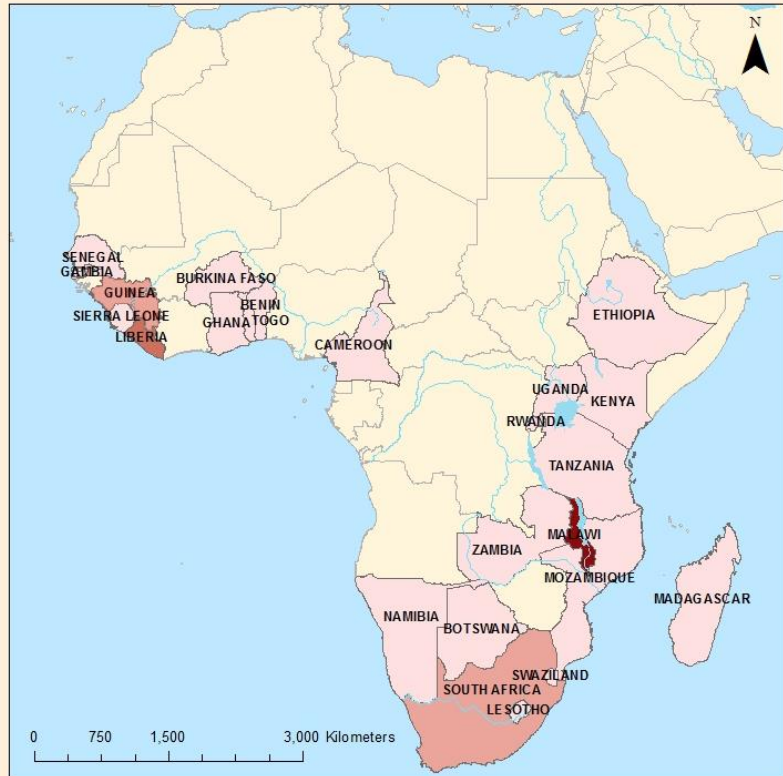 N
SENEGAL
GAMBIA
BURKINA FASO
GUINEA
BENIN
SIERRA LEONE
GHANA
TOGO
LIBERIA
CAMEROON
ETHIOPIA
UGANDA
KENYA
RWANDA
TANZANIA
MALAWI
ZAMBIA
MOZAMBIQUE
MADAGASCAR
NAMIBIA
BOTSWANA
SWAZILAND
SOUTH AFRICA
LESOTHO
0 750 1,500 3,000 Kilometers